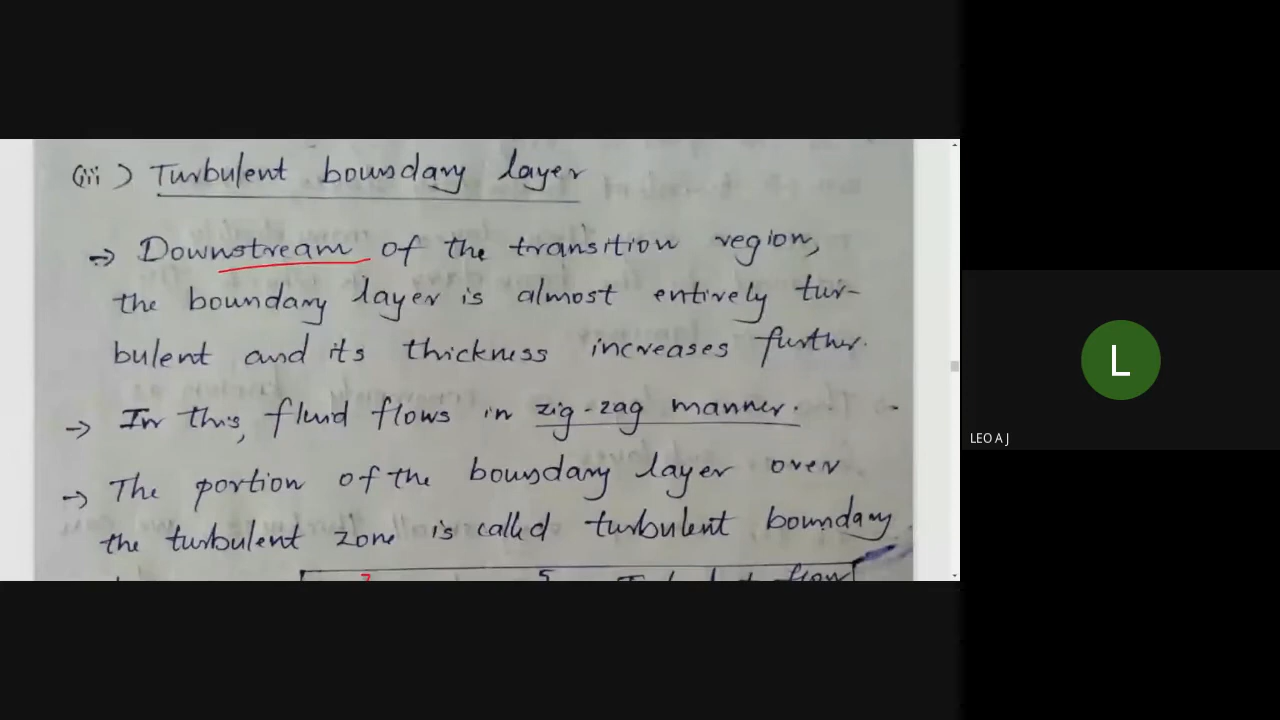 (iii) Turbulent boundary layer
→ Downstream of the transition region,
the boundary layer is almost entirely tur-
bulent and its thickness increases further.
→ In this, fluid flows in zig-zag manner.
→ The portion of the boundary layer over
the turbulent zone is called turbulent boundary
flow
L
LEO A J